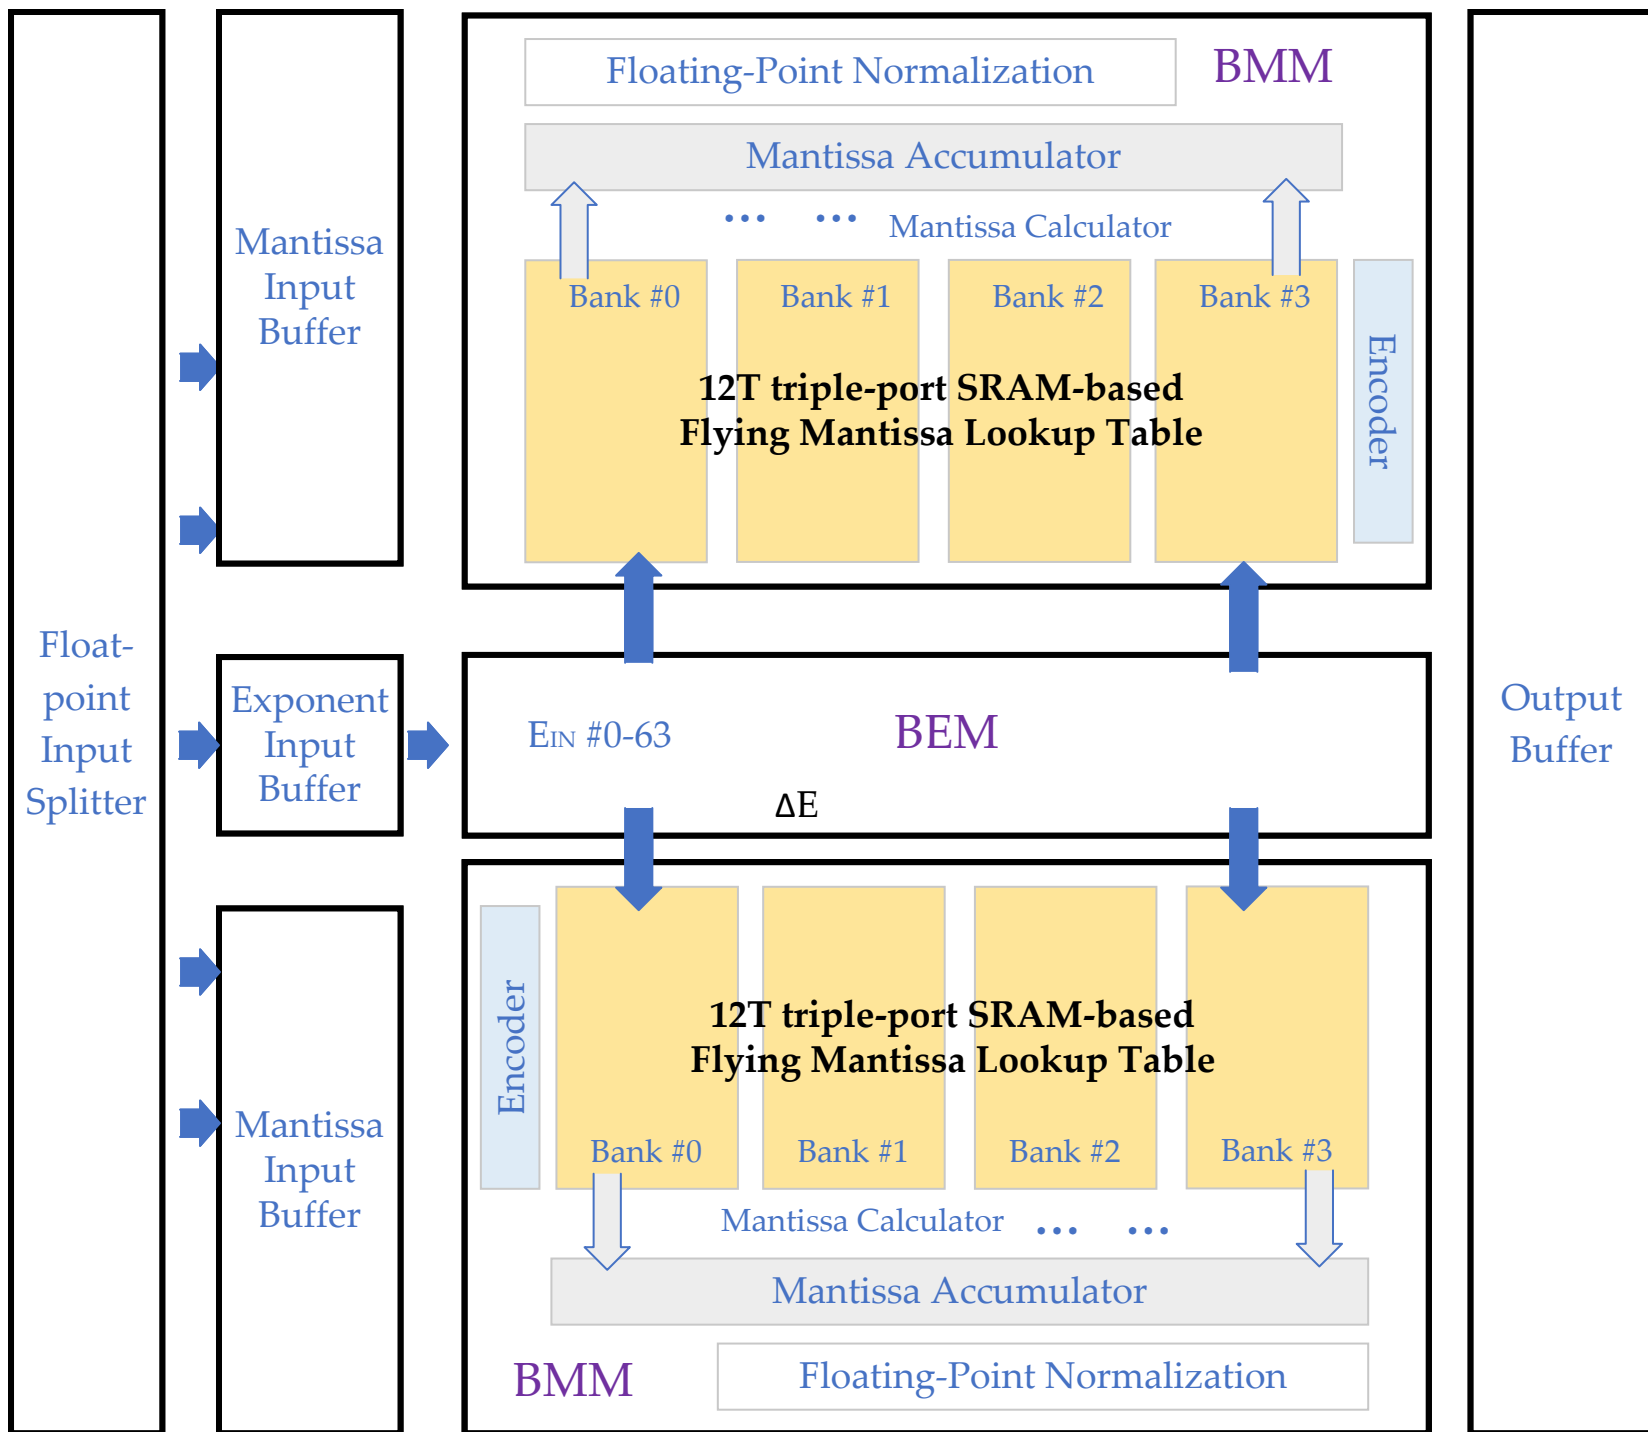 Float-
point
Input
Splitter
Mantissa
Input
Buffer
Exponent
Input
Buffer
Mantissa
Input
Buffer
Floating-Point Normalization
BMM
Mantissa Accumulator
... ...
Mantissa Calculator
Bank #0
Bank #1
Bank #2
Bank #3
12T triple-port SRAM-based
Flying Mantissa Lookup Table
Encoder
EIN #0-63
BEM
ΔE
Encoder
12T triple-port SRAM-based
Flying Mantissa Lookup Table
Bank #0
Bank #1
Bank #2
Bank #3
Mantissa Calculator
... ...
Mantissa Accumulator
BMM
Floating-Point Normalization
Output
Buffer